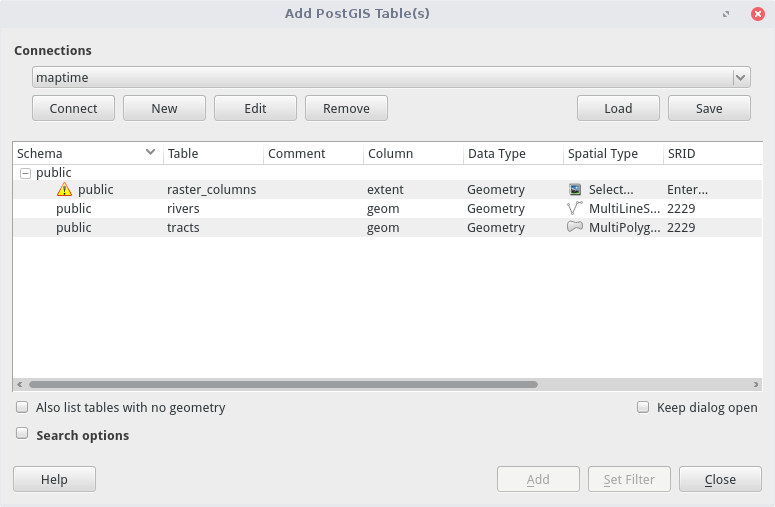 Add PostGIS Table(s)
Connections
maptime
Connect New Edit Remove Load Save
Schema Table Comment Column Data Type Spatial Type SRID
public
public raster_columns extent Geometry Select... Enter...
public rivers geom Geometry MultiLineS... 2229
public tracts geom Geometry MultiPolyg... 2229
Also list tables with no geometry Keep dialog open
Search options
Help Add Set Filter Close